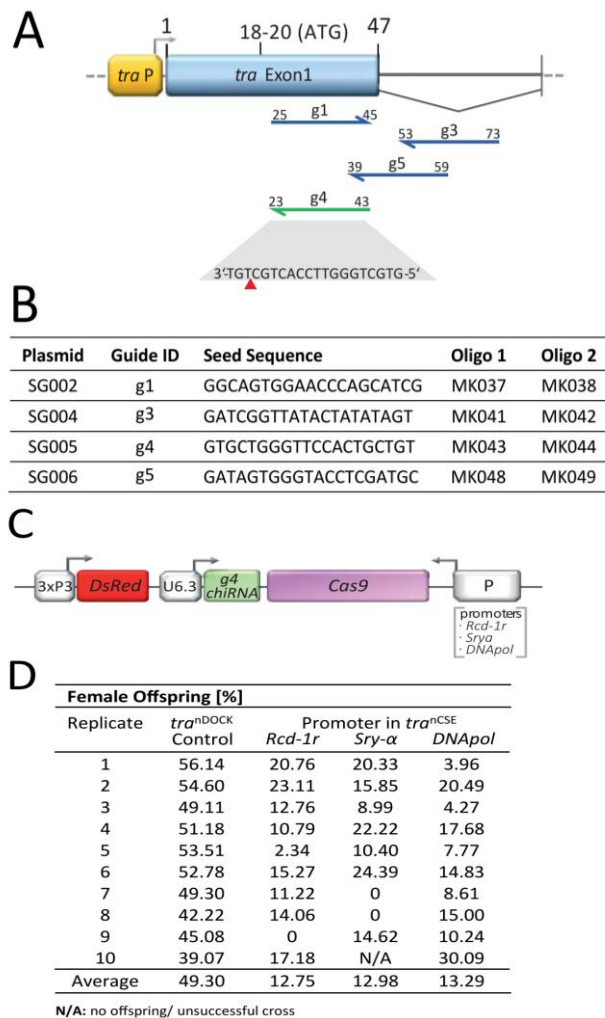 A
1 18-20 (ATG) 47
tra P tra Exon1
25 g1 45
53 g3 73
39 g5 59
23 g4 43
3'-TGTCGTCACCTTGGGTCGTG-5'
B
Plasmid Guide ID Seed Sequence Oligo 1 Oligo 2
SG002 g1 GGCAGTGGAACCCAGCATCG MK037 MK038
SG004 g3 GATCGGTTATACTATATAGT MK041 MK042
SG005 g4 GTGCTGGGTTCCACTGCTGT MK043 MK044
SG006 g5 GATAGTGGGTACCTCGATGC MK048 MK049
C
3xP3 DsRed U6.3 g4 chiRNA Cas9 P
promoters
· Rcd-1r
· Sryα
· DNApol
D
Female Offspring [%]
Replicate traⁿᴰᴼᶜᴷ Promoter in traⁿᶜˢᴱ
Control Rcd-1r Sry-α DNApol
1 56.14 20.76 20.33 3.96
2 54.60 23.11 15.85 20.49
3 49.11 12.76 8.99 4.27
4 51.18 10.79 22.22 17.68
5 53.51 2.34 10.40 7.77
6 52.78 15.27 24.39 14.83
7 49.30 11.22 0 8.61
8 42.22 14.06 0 15.00
9 45.08 0 14.62 10.24
10 39.07 17.18 N/A 30.09
Average 49.30 12.75 12.98 13.29
N/A: no offspring/ unsuccessful cross